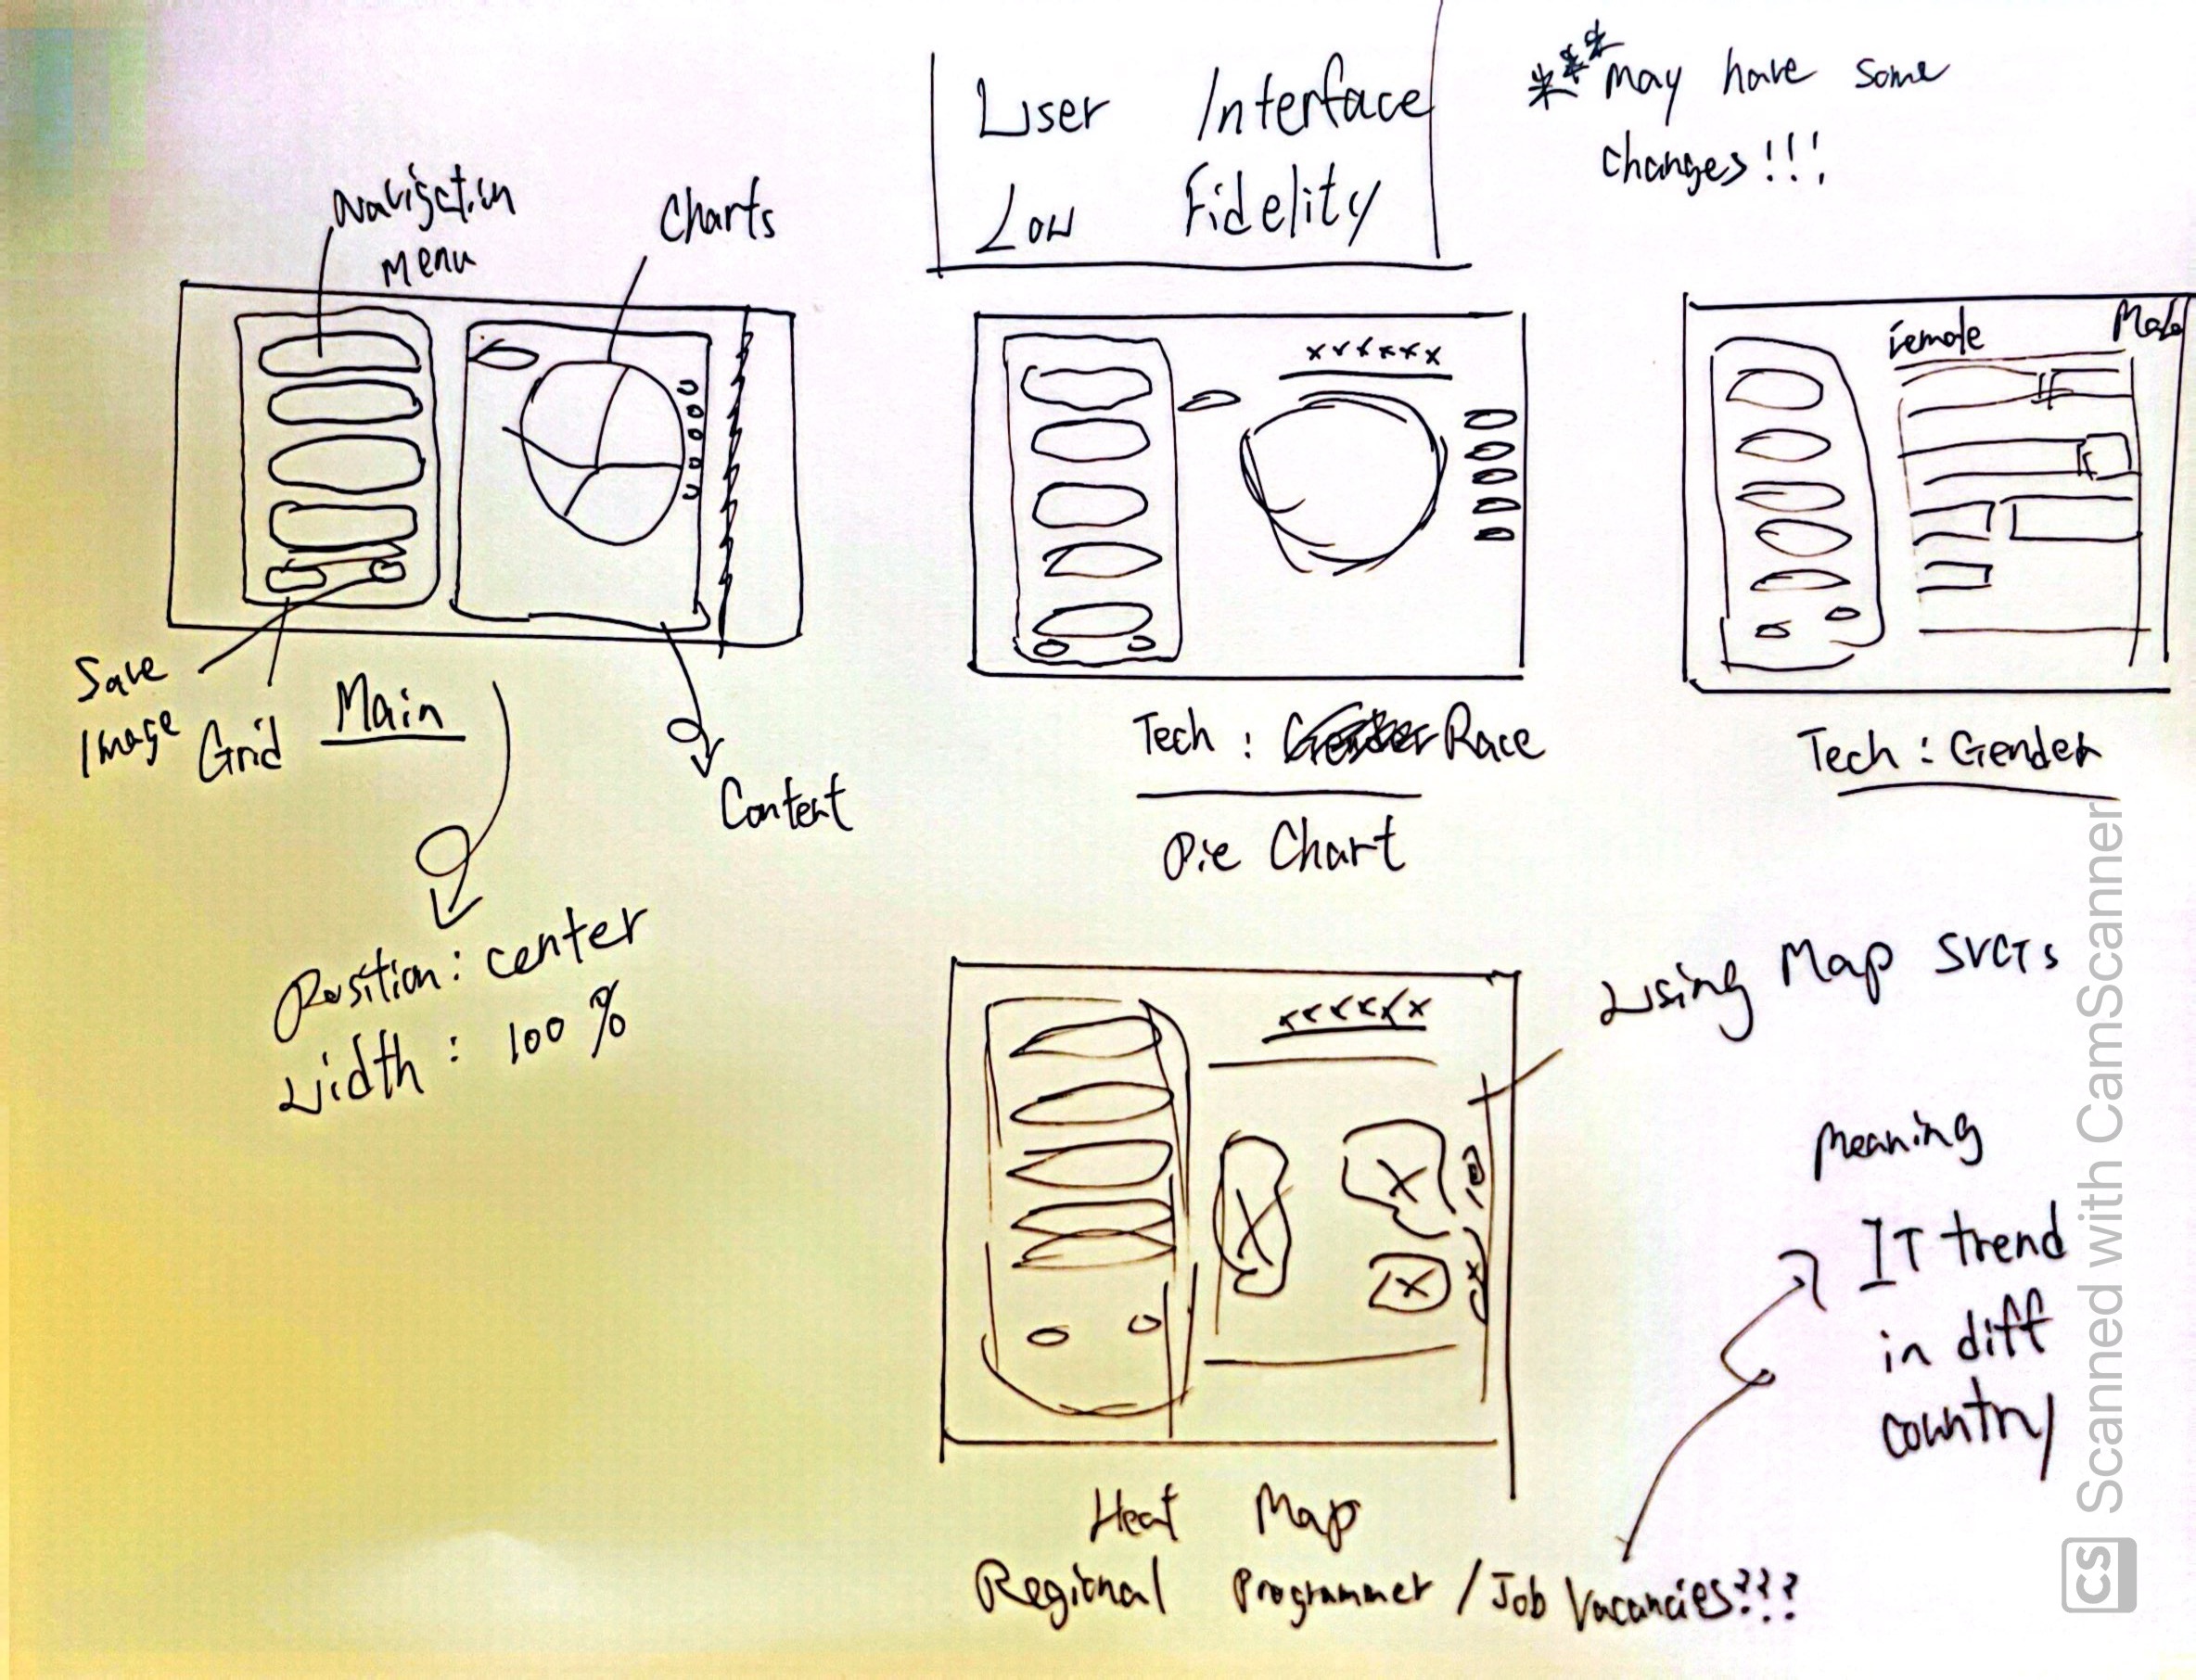 User Interface
Low Fidelity
*** may have some
changes!!!
Navigation
Menu
Charts
Save
Image
Grid
Main
Content
Position: center
Width: 100%
xxxxxx
Tech: Gender Race
Pie Chart
Female Male
Tech: Gender
xxxxxx
Using Map SVGs
Meaning
IT trend
in diff
country
Heat Map
Regional Programmer / Job Vacancies???
CS Scanned with CamScanner